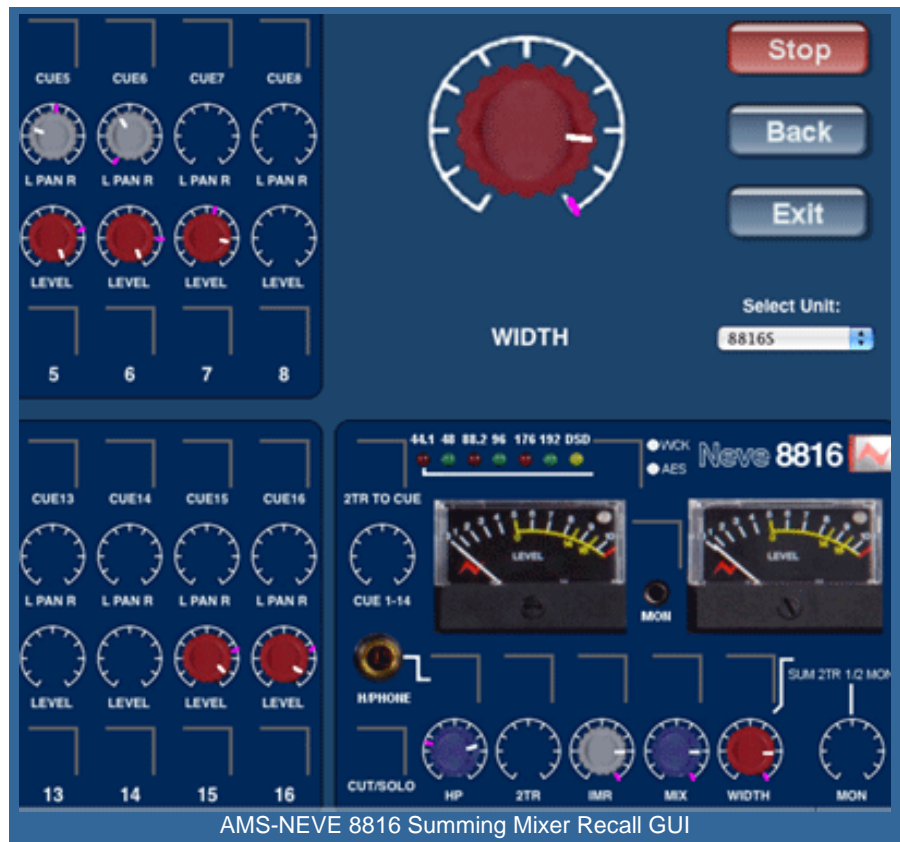 Stop
CUE5 CUE6 CUE7 CUE8
Back
L PAN R L PAN R L PAN R L PAN R
Exit
LEVEL LEVEL LEVEL LEVEL
Select Unit:
WIDTH
8816S
5 6 7 8
44.1 48 88.2 96 176 192 DSD
WCK
AES
Neve 8816
CUE13 CUE14 CUE15 CUE16
2TR TO CUE
LEVEL
LEVEL
L PAN R L PAN R L PAN R L PAN R
CUE 1-14
MON
SUM 2TR 1/2 MON
LEVEL LEVEL LEVEL LEVEL
H/PHONE
CUT/SOLO
13 14 15 16
HP 2TR IMR MIX WIDTH MON
AMS-NEVE 8816 Summing Mixer Recall GUI